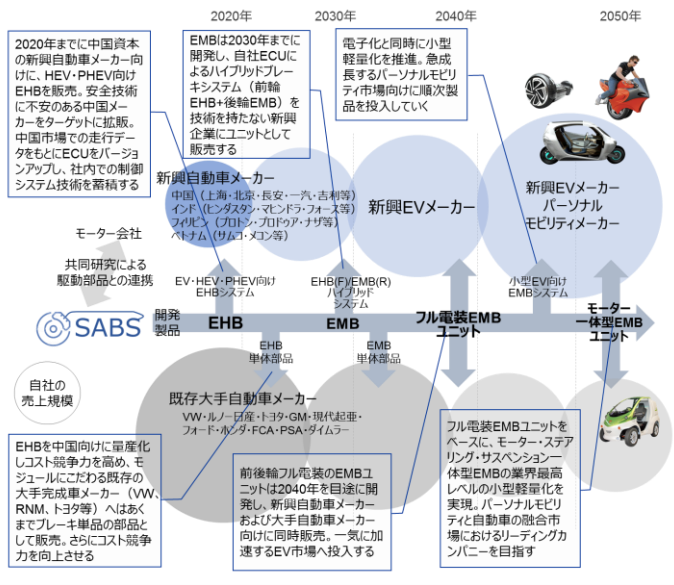 2020年
2030年
2040年
2050年
2020年までに中国資本
の新興自動車メーカー向
けに、HEV・PHEV向け
EHBを販売。安全技術
に不安のある中国メー
カーをターゲットに拡販。
中国市場での走行デー
タをもとにECUをバージョ
ンアップし、社内での制御
システム技術を蓄積する
EMBは2030年までに
開発し、自社ECUに
よるハイブリッドブレー
キシステム（前輪
EHB+後輪EMB）を
技術を持たない新興
企業にユニットとして
販売する
電子化と同時に小型
軽量化を推進。急成
長するパーソナルモビリ
ティ市場向けに順次製
品を投入していく
新興自動車メーカー
中国（上海・北京・長安・一汽・吉利等）
インド（ヒンダスタン・マヒンドラ・フォース等）
フィリピン（プロトン・プロドゥア・ナザ等）
ベトナム（サムコ・メコン等）
新興EVメーカー
新興EVメーカー
パーソナル
モビリティメーカー
モーター会社
共同研究による
駆動部品との連携
EV・HEV・PHEV向け
EHBシステム
EHB(F)/EMB(R)
ハイブリッド
システム
小型EV向け
EMBシステム
SABS
開発
製品
EHB
EMB
フル電装EMB
ユニット
モーター
一体型EMB
ユニット
EHB
単体部品
EMB
単体部品
自社の
売上規模
既存大手自動車メーカー
VW・ルノー日産・トヨタ・GM・現代起亜・
フォード・ホンダ・FCA・PSA・ダイムラー
EHBを中国向けに量産化
しコスト競争力を高め、モ
ジュールにこだわる既存の
大手完成車メーカー（VW、
RNM、トヨタ等）へはあく
までブレーキ単品の部品と
して販売。さらにコスト競争
力を向上させる
前後輪フル電装のEMBユ
ニットは2040年を目途に開
発し、新興自動車メーカー
および大手自動車メーカー
向けに同時販売。一気に加
速するEV市場へ投入する
フル電装EMBユニットを
ベースに、モーター・ステア
リング・サスペンション一
体型EMBの業界最高
レベルの小型軽量化を
実現。パーソナルモビリ
ティと自動車の融合市
場におけるリーディングカ
ンパニーを目指す